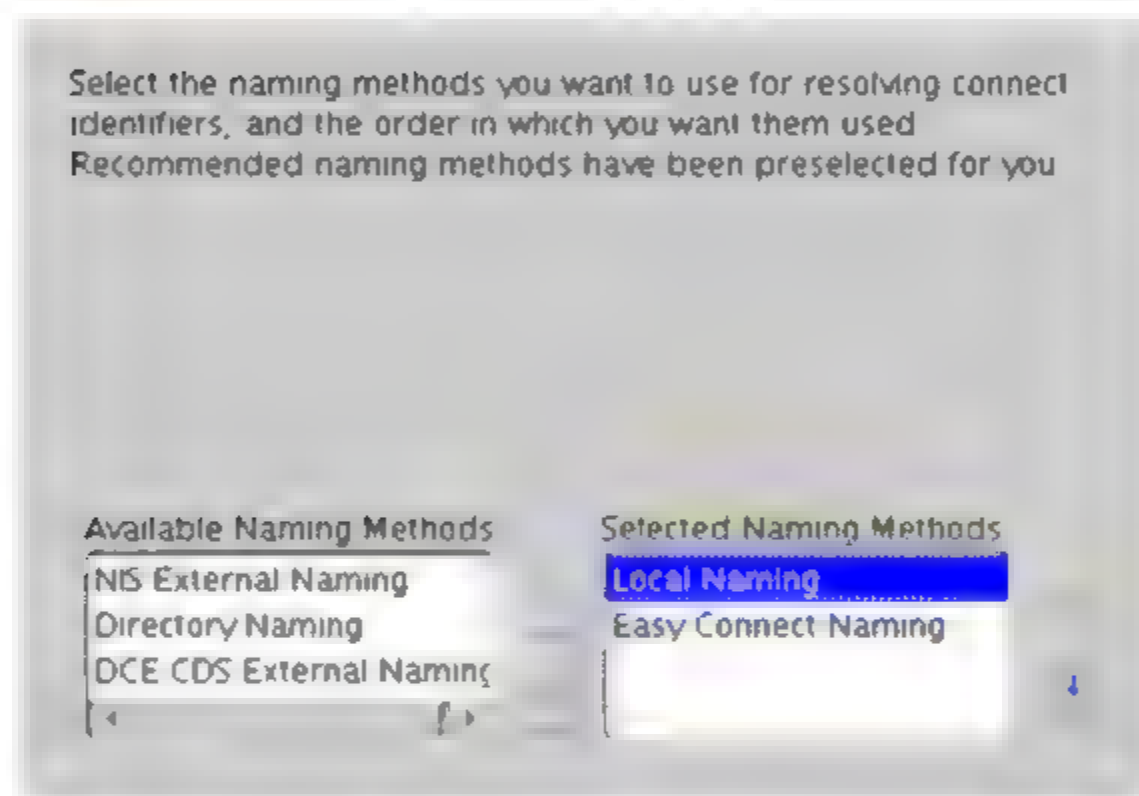 Select the naming methods you want to use for resolving connect
identifiers, and the order in which you want them used
Recommended naming methods have been preselected for you
Available Naming Methods
Selected Naming Methods
NIS External Naming
Local Naming
Directory Naming
Easy Connect Naming
DCE CDS External Naming